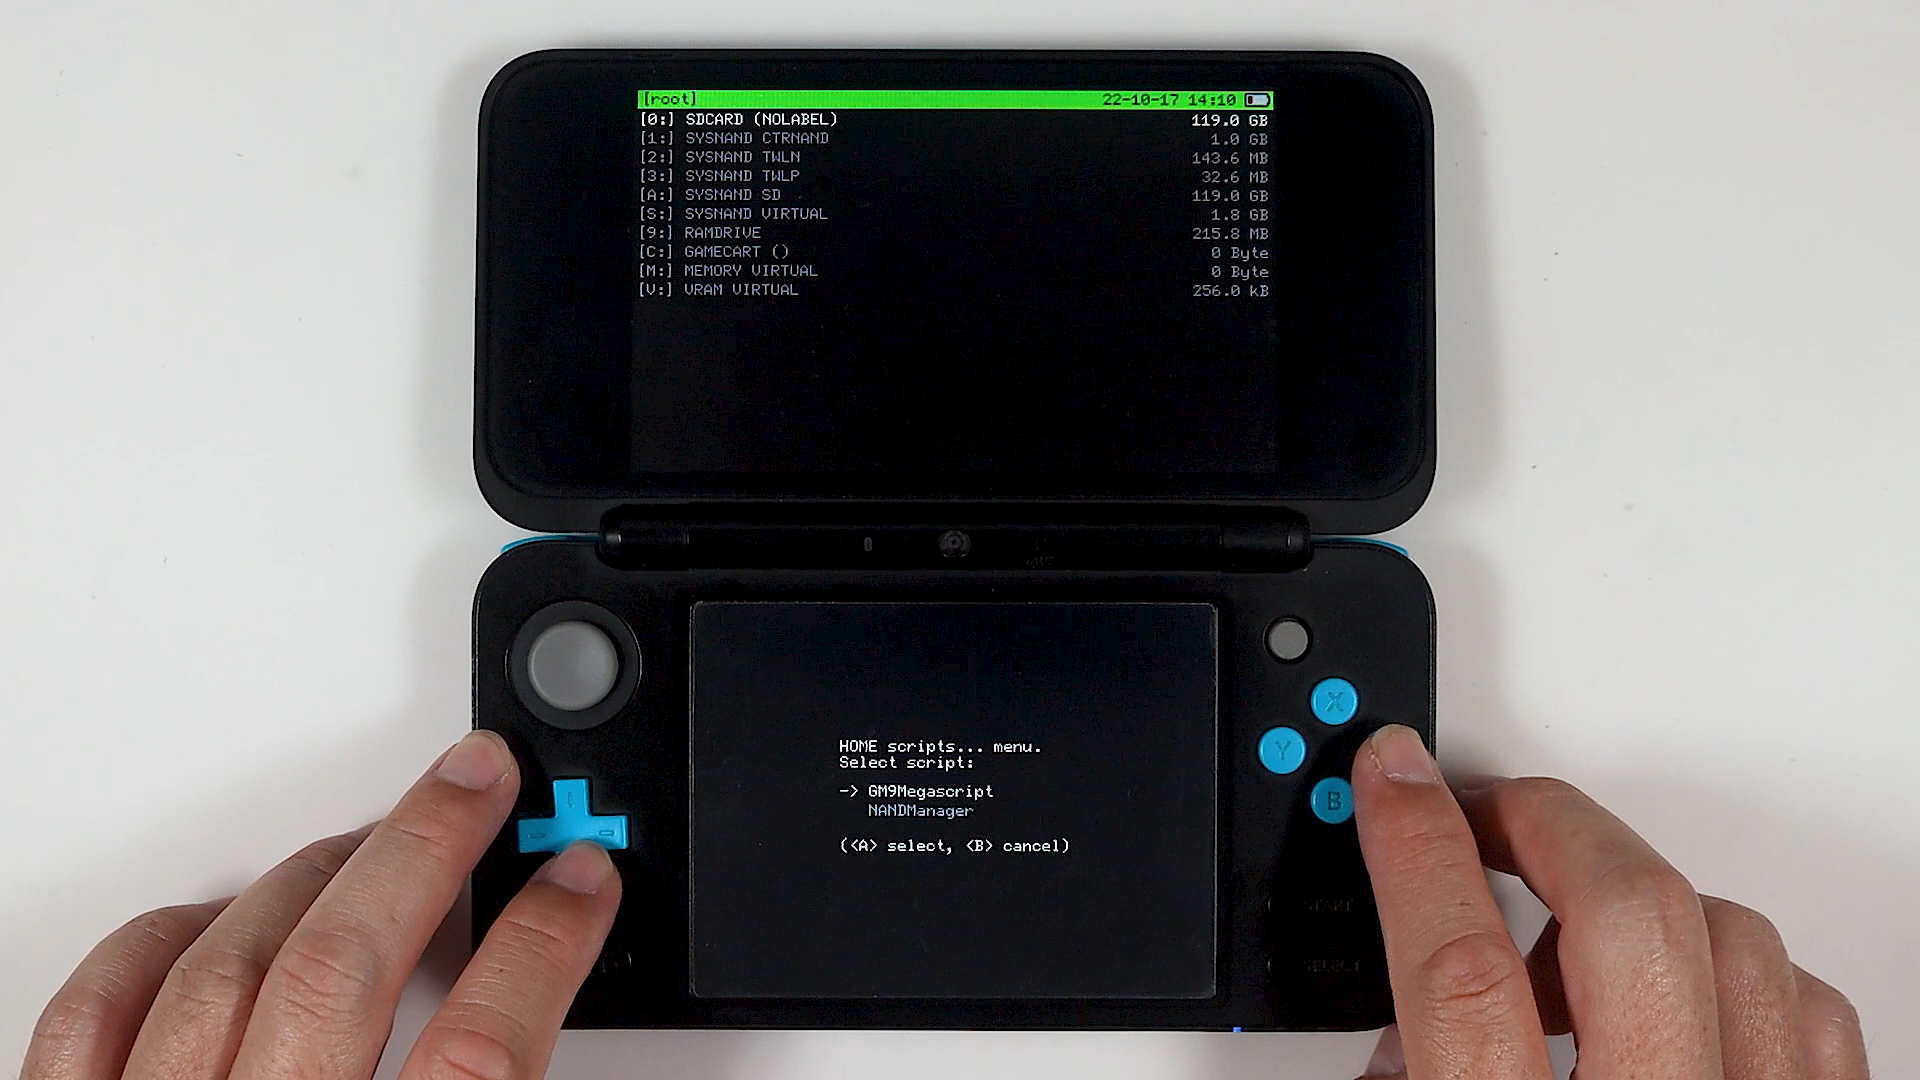 [root] 22-10-17 14:10
[0:] SDCARD (NOLABEL) 119.0 GB
[1:] SYSNAND CTRNAND 1.0 GB
[2:] SYSNAND TWLN 143.6 MB
[3:] SYSNAND TWLP 32.6 MB
[A:] SYSNAND SD 119.0 GB
[S:] SYSNAND VIRTUAL 1.8 GB
[9:] RAMDRIVE 215.8 MB
[C:] GAMECART () 0 Byte
[M:] MEMORY VIRTUAL 0 Byte
[V:] VRAM VIRTUAL 256.0 kB
MIC
X
Y
B
HOME scripts... menu.
Select script:
-> GM9Megascript
NANDManager
(<A> select, <B> cancel)
START
SELECT